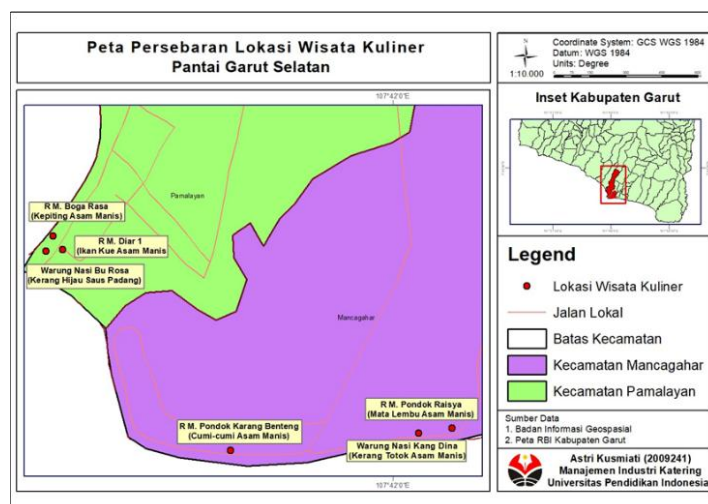 Peta Persebaran Lokasi Wisata Kuliner
Pantai Garut Selatan
107°42'0"E
Pamalayan
R M. Boga Rasa
(Kepiting Asam Manis)
R M. Diar 1
(Ikan Kue Asam Manis
Warung Nasi Bu Rosa
(Kerang Hijau Saus Padang)
Mancagahar
R M. Pondok Karang Benteng
(Cumi-cumi Asam Manis)
R M. Pondok Raisya
(Mata Lembu Asam Manis)
Warung Nasi Kang Dina
(Kerang Totok Asam Manis)
107°42'0"E
Coordinate System: GCS WGS 1984
Datum: WGS 1984
Units: Degree
1:10.000
Inset Kabupaten Garut
Legend
Lokasi Wisata Kuliner
Jalan Lokal
Batas Kecamatan
Kecamatan Mancagahar
Kecamatan Pamalayan
Sumber Data
1. Badan Informasi Geospasial
2. Peta RBI Kabupaten Garut
Astri Kusmiati (2009241)
Manajemen Industri Katering
Universitas Pendidikan Indonesia